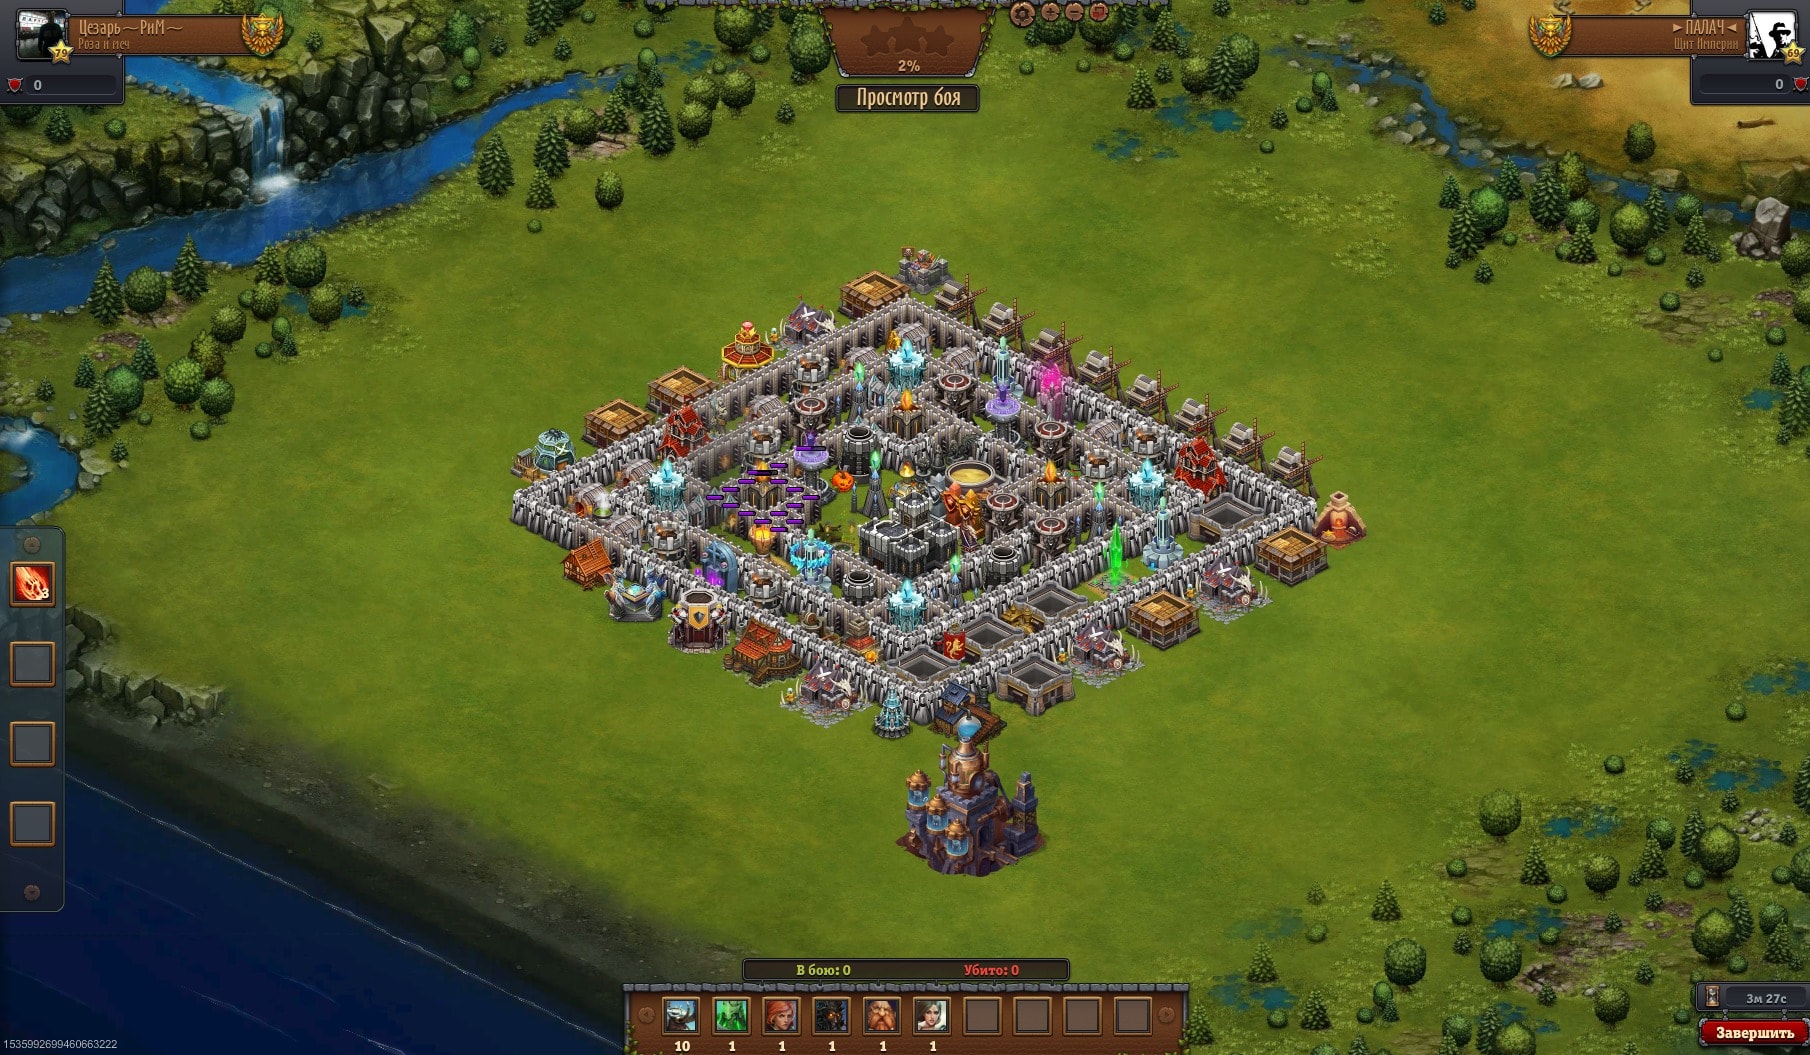 Цезарь~РиМ~
Роза и меч
79
0
2%
Просмотр боя
►ПАЛАЧ◄
Щит Империи
69
0
3
В бою: 0
Убито: 0
10
1
1
1
1
1
3м 27с
Завершить
1535992699460663222